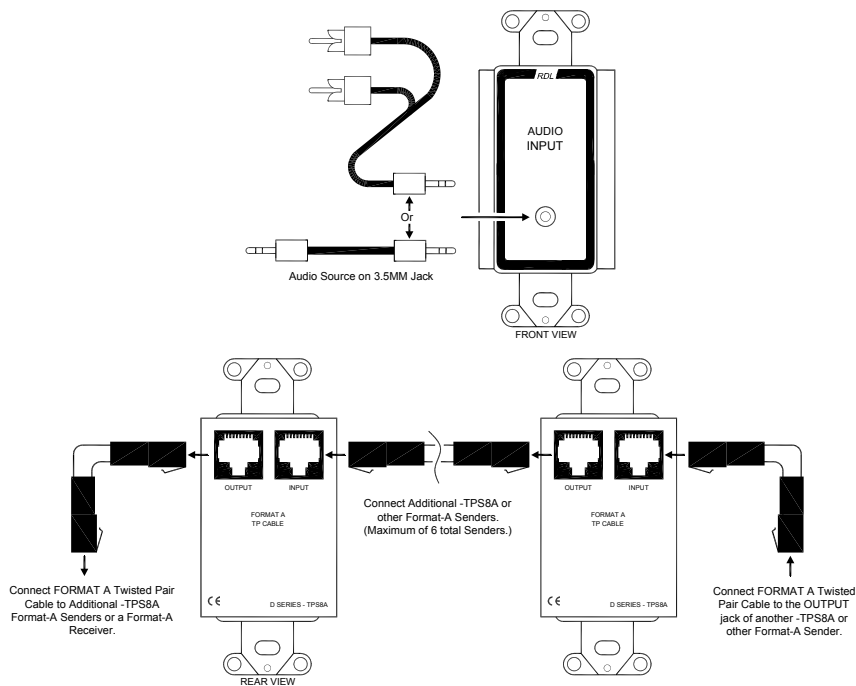 RDL
AUDIO
INPUT
Or
Audio Source on 3.5MM Jack
FRONT VIEW
OUTPUT
INPUT
FORMAT A
TP CABLE
D SERIES - TPS8A
CE
REAR VIEW
Connect FORMAT A Twisted Pair
Cable to Additional -TPS8A
Format-A Senders or a Format-A
Receiver.
Connect Additional -TPS8A or
other Format-A Senders.
(Maximum of 6 total Senders.)
OUTPUT
INPUT
FORMAT A
TP CABLE
CE
D SERIES - TPS8A
Connect FORMAT A Twisted
Pair Cable to the OUTPUT
jack of another -TPS8A or
other Format-A Sender.